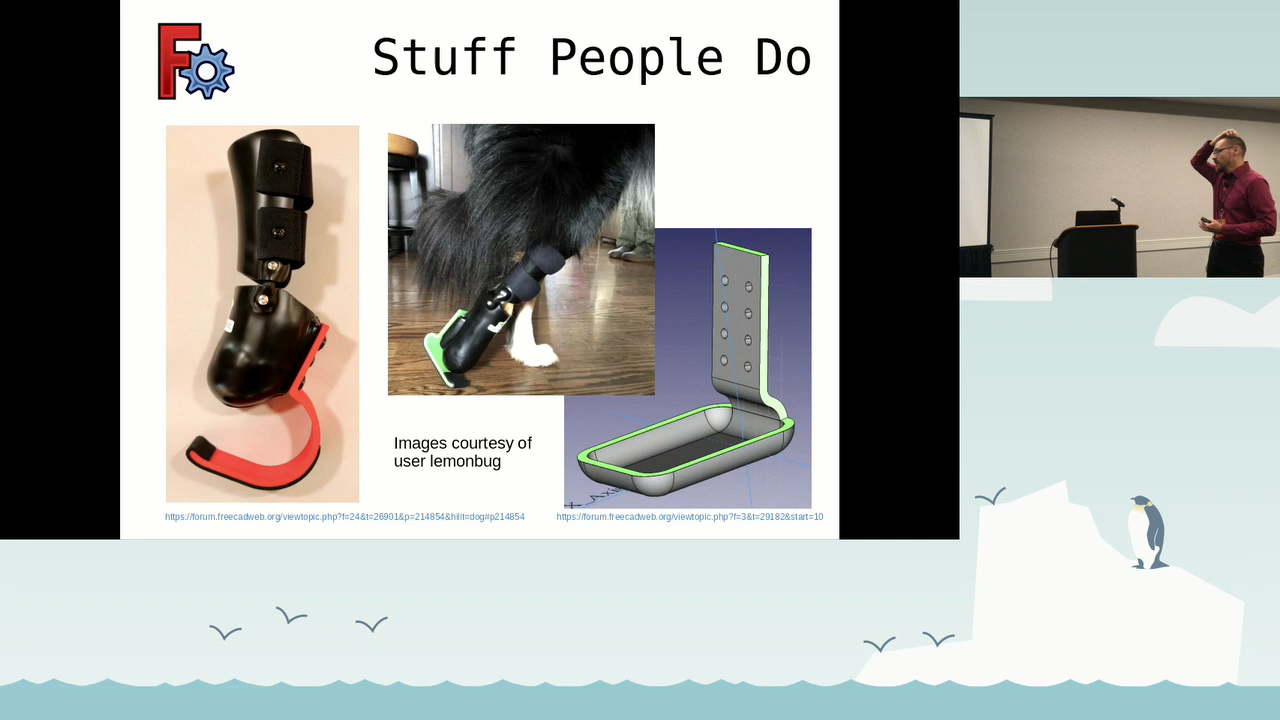 Stuff People Do
Images courtesy of
user lemonbug
https://forum.freecadweb.org/viewtopic.php?f=24&t=26901&p=214854&hilit=dog#p214854
https://forum.freecadweb.org/viewtopic.php?f=3&t=29182&start=10